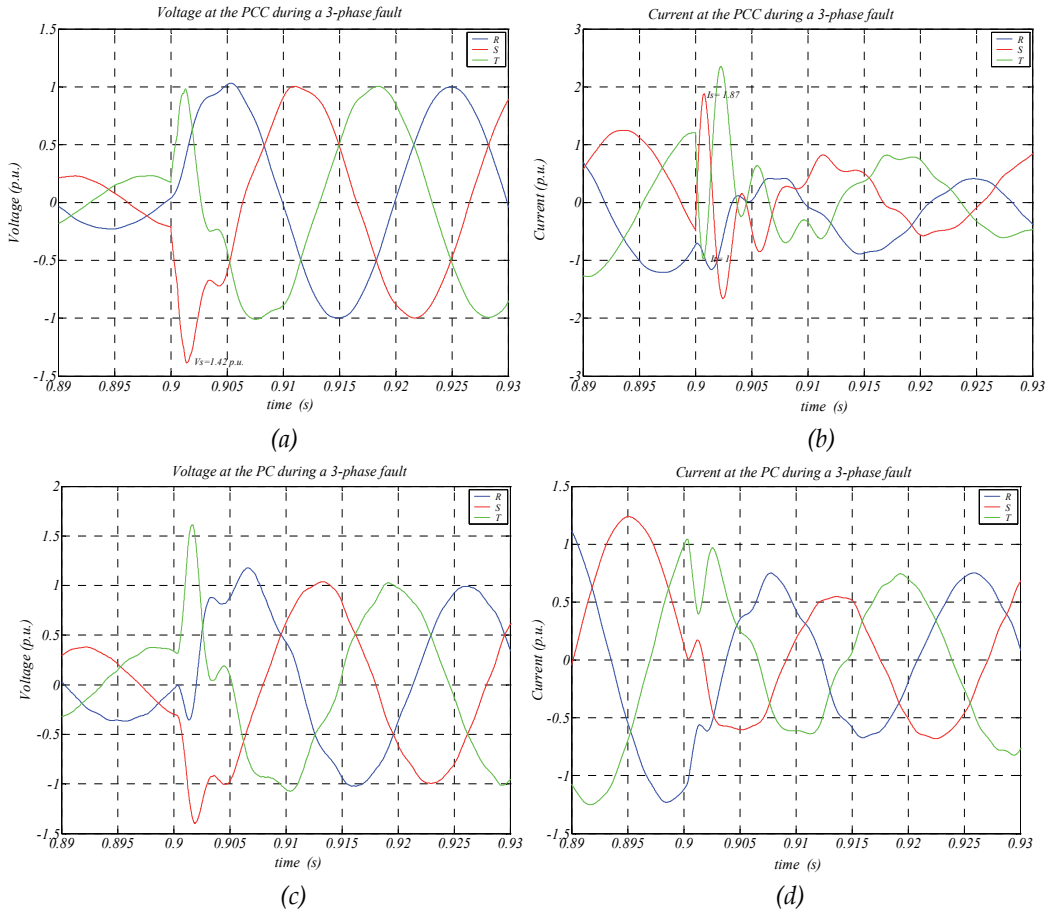 Voltage at the PCC during a 3-phase fault
1.5
1
0.5
0
-0.5
-1
-1.5
Voltage (p.u.)
R
S
T
Vs=1.42 p.u.
0.89 0.895 0.9 0.905 0.91 0.915 0.92 0.925 0.93
time (s)
(a)
Current at the PCC during a 3-phase fault
3
2
1
0
-1
-2
-3
Current (p.u.)
R
S
T
Is= 1.87
0.89 0.895 0.9 0.905 0.91 0.915 0.92 0.925 0.93
time (s)
(b)
Voltage at the PC during a 3-phase fault
2
1.5
1
0.5
0
-0.5
-1
-1.5
Voltage (p.u.)
R
S
T
0.89 0.895 0.9 0.905 0.91 0.915 0.92 0.925 0.93
time (s)
(c)
Current at the PC during a 3-phase fault
1.5
1
0.5
0
-0.5
-1
-1.5
Current (p.u.)
R
S
T
0.89 0.895 0.9 0.905 0.91 0.915 0.92 0.925 0.93
time (s)
(d)